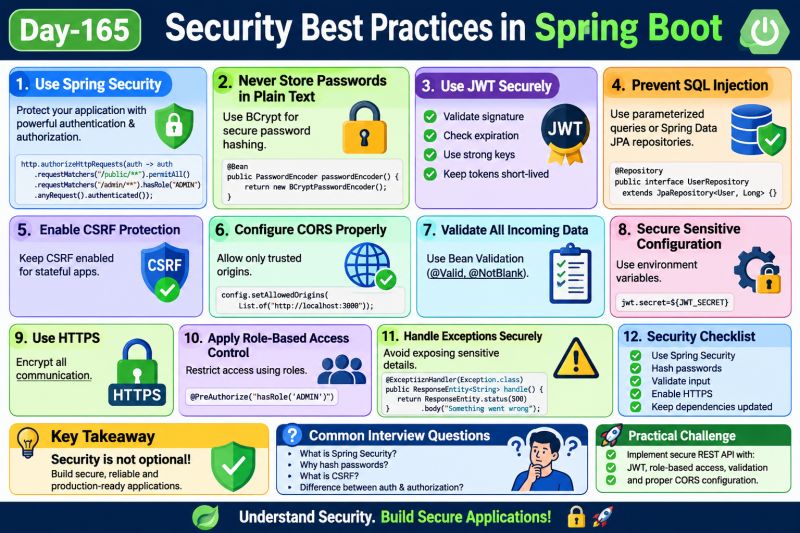 Day-165
Security Best Practices in Spring Boot
1. Use Spring Security
Protect your application with
powerful authentication &
authorization.
http.authorizeHttpRequests(auth -> auth
.requestMatchers("/public/**").permitAll()
.requestMatchers("/admin/**").hasRole("ADMIN")
.anyRequest().authenticated());
2. Never Store Passwords
in Plain Text
Use BCrypt for
secure password
hashing.
@Bean
public PasswordEncoder passwordEncoder() {
return new BCryptPasswordEncoder();
}
3. Use JWT Securely
Validate signature
Check expiration
Use strong keys
Keep tokens short-lived
JWT
4. Prevent SQL Injection
Use parameterized
queries or Spring Data
JPA repositories.
@Repository
public interface UserRepository
extends JpaRepository<User, Long> {}
5. Enable CSRF Protection
Keep CSRF enabled
for stateful apps.
CSRF
6. Configure CORS Properly
Allow only trusted
origins.
config.setAllowedOrigins(
List.of("http://localhost:3000"));
7. Validate All Incoming Data
Use Bean Validation
(@Valid, @NotBlank).
8. Secure Sensitive
Configuration
Use environment
variables.
jwt.secret=${JWT_SECRET}
9. Use HTTPS
Encrypt all
communication.
HTTPS
10. Apply Role-Based Access
Control
Restrict access using roles.
@PreAuthorize("hasRole('ADMIN')")
11. Handle Exceptions Securely
Avoid exposing sensitive
details.
@ExceptiiznHandler(Exception.class)
public ResponseEntity<String> handle() {
return ResponseEntity.status(500)
} .body("Something went wrong");
12. Security Checklist
Use Spring Security
Hash passwords
Validate input
Enable HTTPS
Keep dependencies updated
Key Takeaway
Security is not optional!
Build secure, reliable and
production-ready applications.
? Common Interview Questions
• What is Spring Security?
• Why hash passwords?
• What is CSRF?
• Difference between auth & authorization?
? ?
Practical Challenge
Implement secure REST API with:
JWT, role-based access, validation
and proper CORS configuration.
Understand Security. Build Secure Applications!